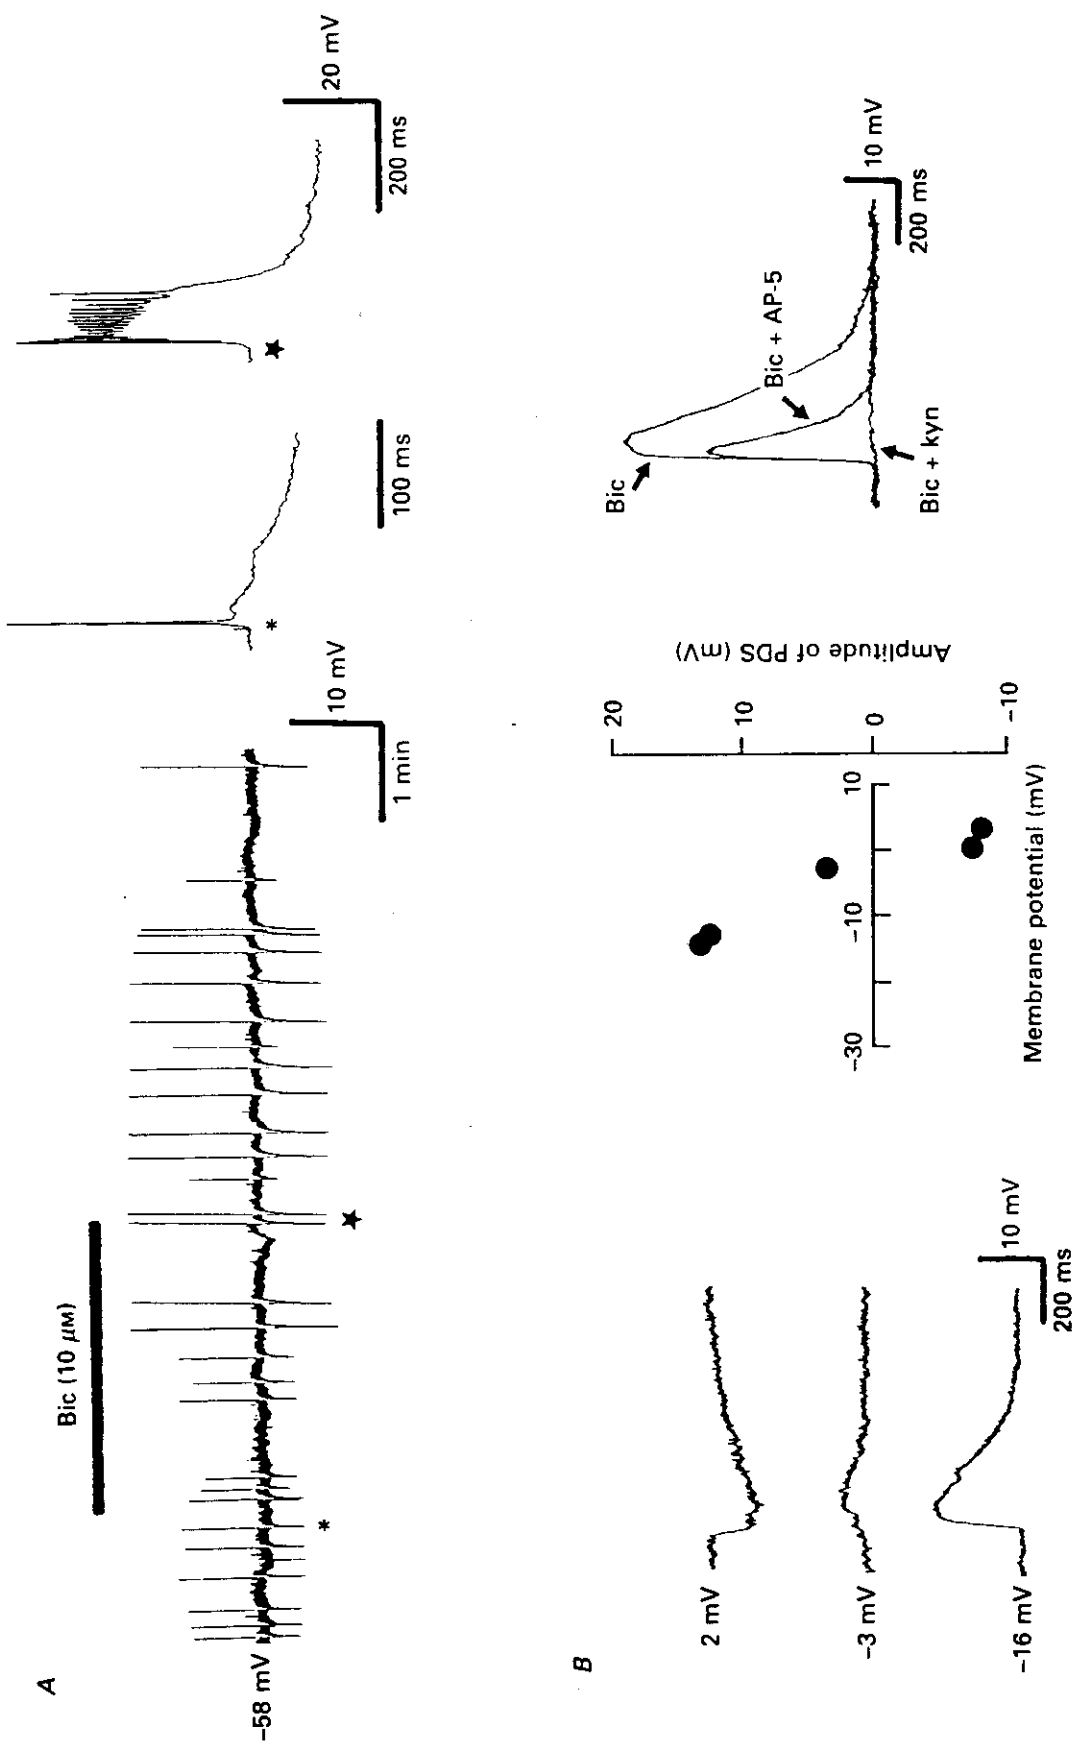 A
Bic (10 μM)
–58 mV
*
★
10 mV
1 min
*
100 ms
★
20 mV
200 ms
B
2 mV
–3 mV
–16 mV
10 mV
200 ms
Amplitude of PDS (mV)
20
10
0
–10
–30
–10
10
Membrane potential (mV)
Bic
Bic + AP-5
Bic + kyn
10 mV
200 ms